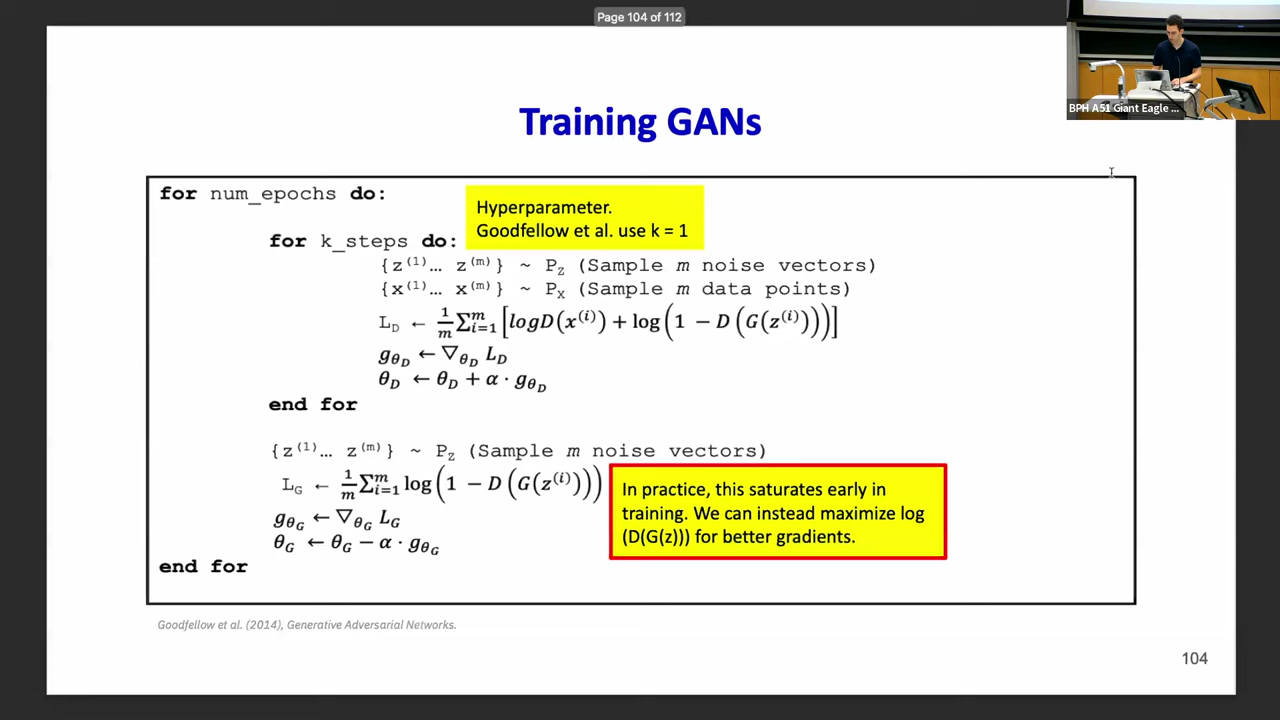 Page 104 of 112
BPH A51 Giant Eagle ...
Training GANs
for num_epochs do:
Hyperparameter.
Goodfellow et al. use k = 1
for k_steps do:
{z⁽¹⁾… z⁽ᵐ⁾} ~ P_Z (Sample m noise vectors)
{x⁽¹⁾… x⁽ᵐ⁾} ~ P_X (Sample m data points)
L_D ← 1/m ∑ᵢ₌₁ᵐ [logD(x⁽ⁱ⁾) + log(1 − D(G(z⁽ⁱ⁾)))]
g_θ_D ← ∇_θ_D L_D
θ_D ← θ_D + α · g_θ_D
end for
{z⁽¹⁾… z⁽ᵐ⁾} ~ P_Z (Sample m noise vectors)
L_G ← 1/m ∑ᵢ₌₁ᵐ log(1 − D(G(z⁽ⁱ⁾)))
In practice, this saturates early in
training. We can instead maximize log
(D(G(z))) for better gradients.
g_θ_G ← ∇_θ_G L_G
θ_G ← θ_G − α · g_θ_G
end for
Goodfellow et al. (2014), Generative Adversarial Networks.
104